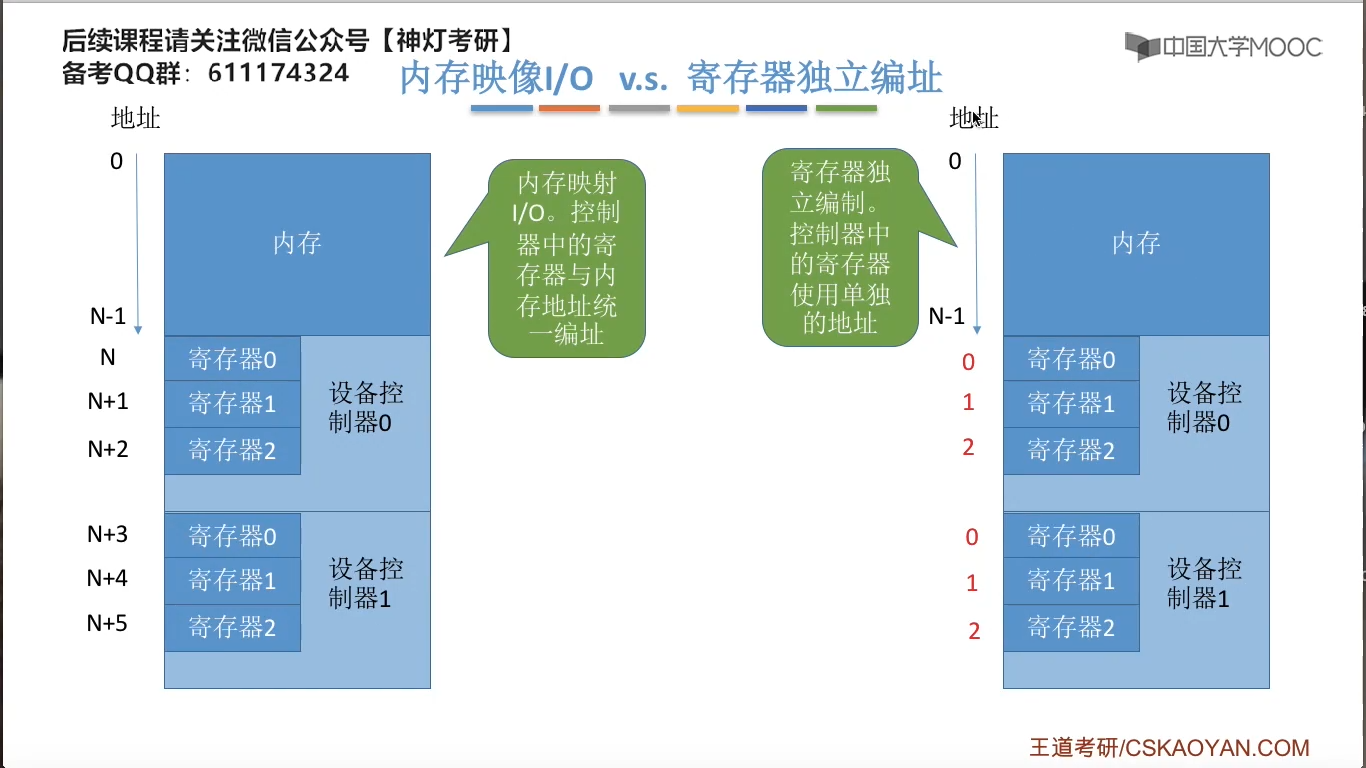 后续课程请关注微信公众号【神灯考研】
备考QQ群：611174324
中国大学MOOC
内存映像I/O v.s. 寄存器独立编址
地址
0
内存
N-1
N
寄存器0
N+1
寄存器1
N+2
寄存器2
设备控
制器0
N+3
寄存器0
N+4
寄存器1
N+5
寄存器2
设备控
制器1
内存映射
I/O。控制
器中的寄
存器与内
存地址统
一编址
寄存器独
立编制。
控制器中
的寄存器
使用单独
的地址
地址
0
内存
N-1
0
寄存器0
1
寄存器1
2
寄存器2
设备控
制器0
0
寄存器0
1
寄存器1
2
寄存器2
设备控
制器1
王道考研/CSKAOYAN.COM